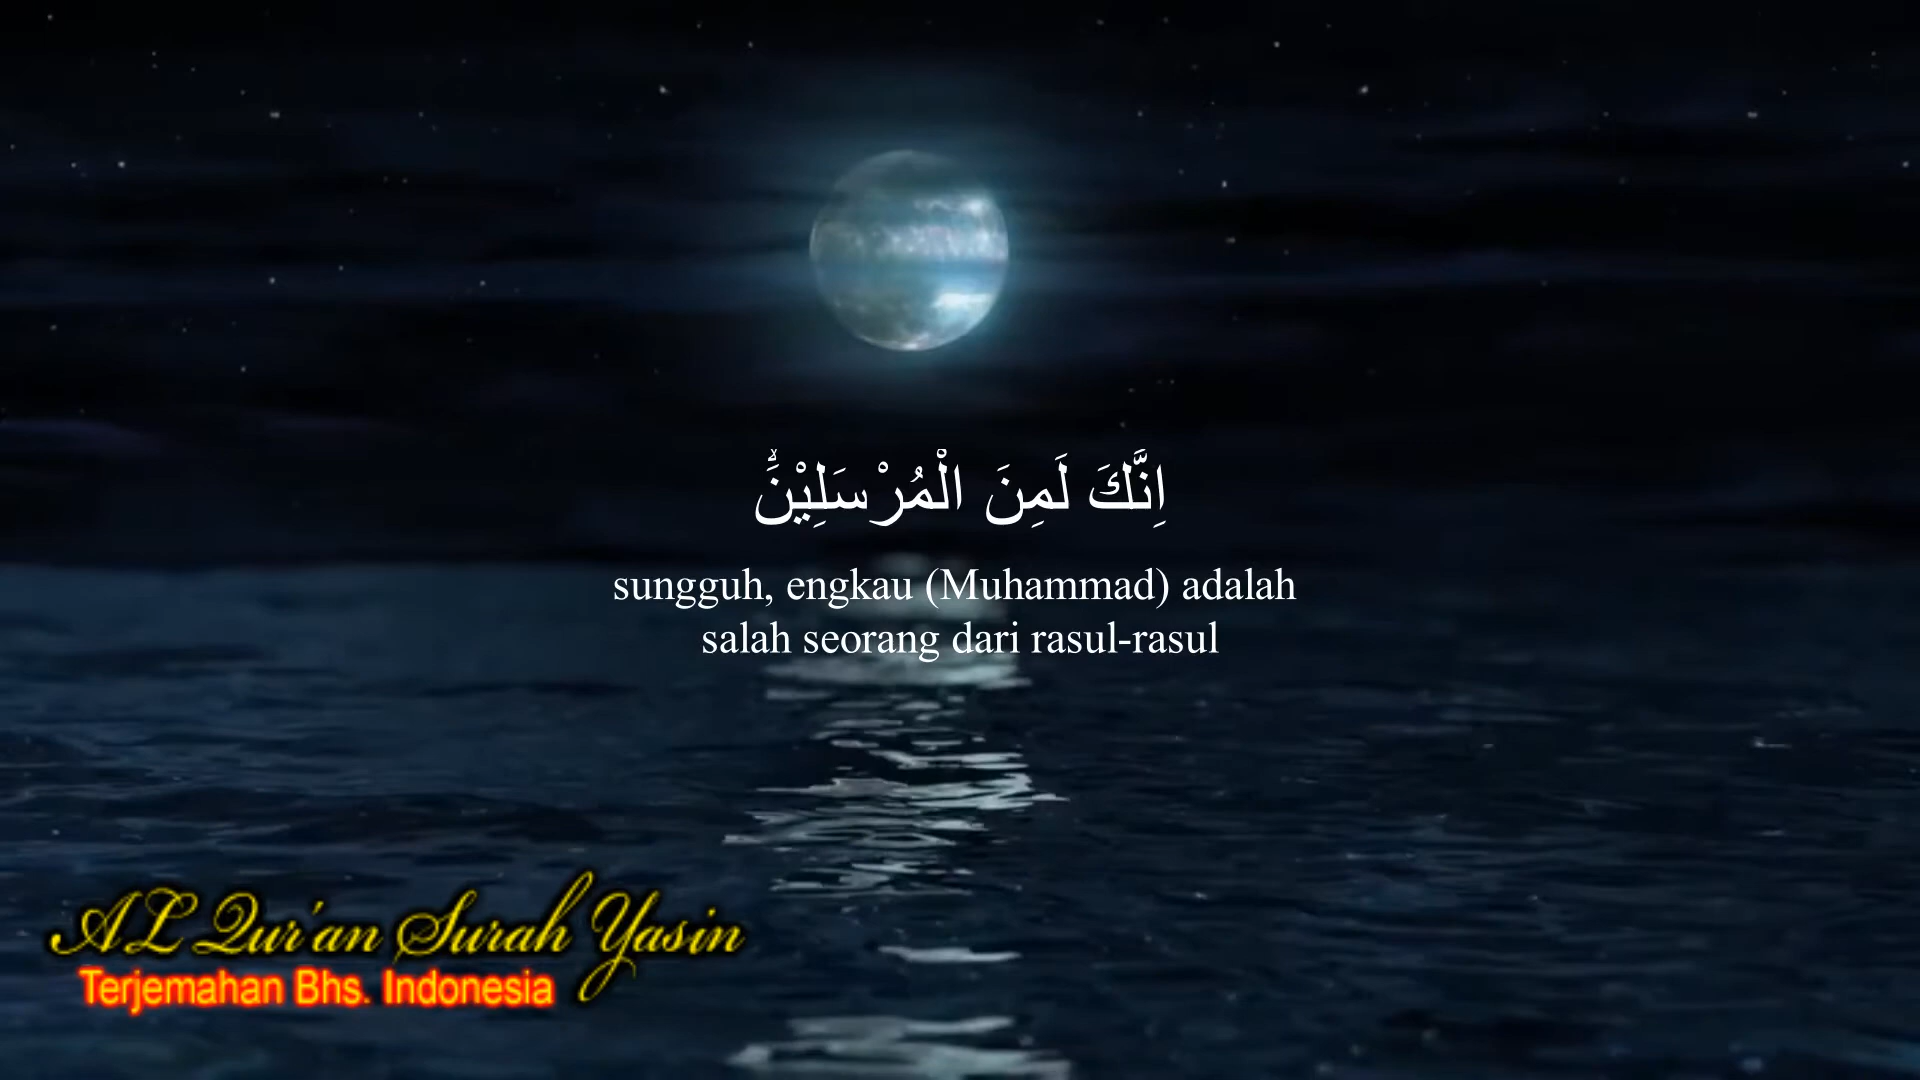 اِنَّكَ لَمِنَ الْمُرْسَلِيْنَۙ
sungguh, engkau (Muhammad) adalah
salah seorang dari rasul-rasul
AL Qur'an Surah Yasin
Terjemahan Bhs. Indonesia